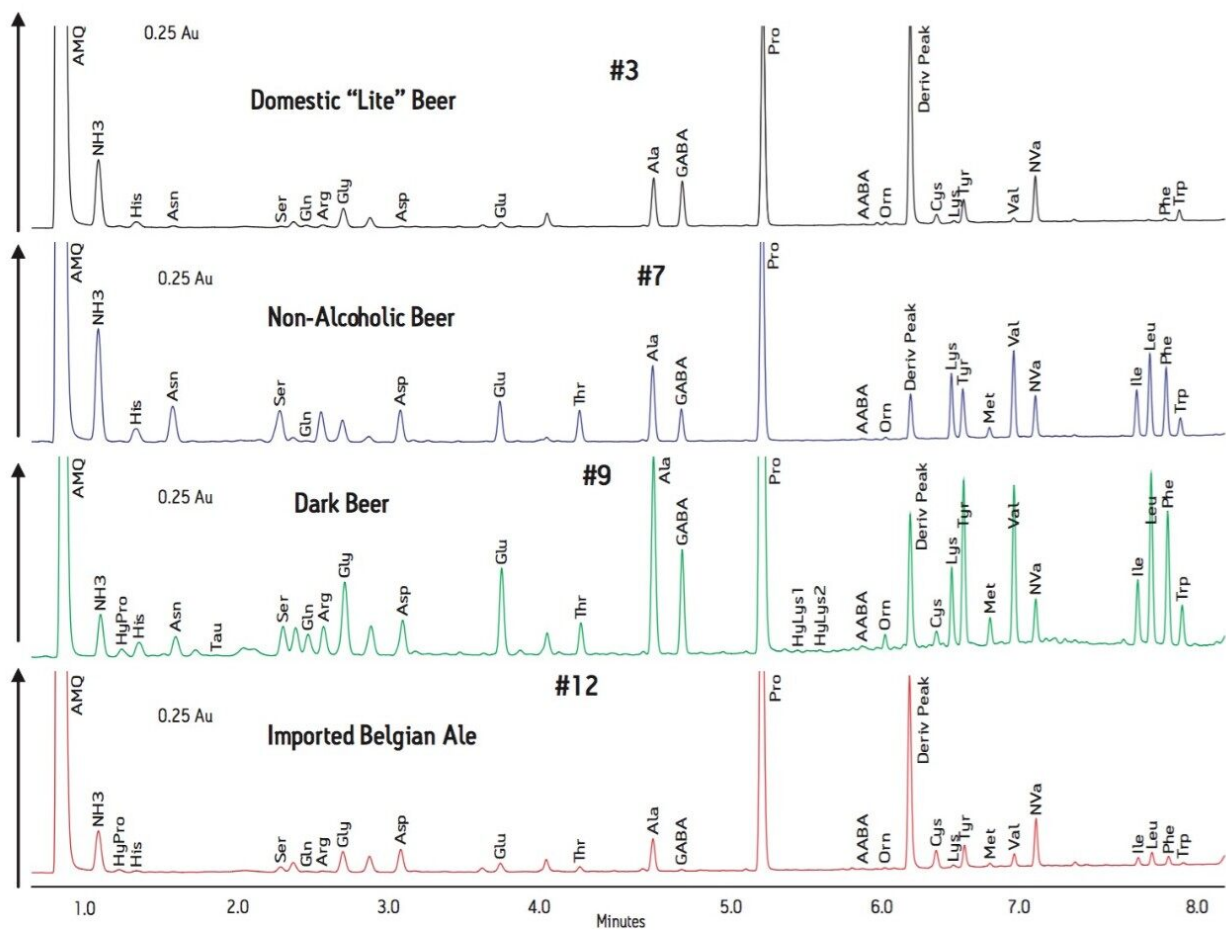 0.25 Au
#3
Domestic “Lite” Beer
AMQ
NH3
His
Asn
Ser
Gln
Arg
Gly
Asp
Glu
Ala
GABA
Pro
AABA
Orn
Deriv Peak
Cys
Lys
Tyr
Val
NVa
Phe
Trp
0.25 Au
#7
Non-Alcoholic Beer
AMQ
NH3
His
Asn
Ser
Gln
Asp
Glu
Thr
Ala
GABA
Pro
AABA
Orn
Deriv Peak
Lys
Tyr
Met
Val
NVa
Ile
Leu
Phe
Trp
0.25 Au
#9
Dark Beer
AMQ
NH3
HyPro
His
Asn
Tau
Ser
Gln
Arg
Gly
Asp
Glu
Thr
Ala
GABA
Pro
HyLys1
HyLys2
AABA
Orn
Deriv Peak
Cys
Lys
Tyr
Met
Val
NVa
Ile
Leu
Phe
Trp
0.25 Au
#12
Imported Belgian Ale
AMQ
NH3
HyPro
His
Ser
Gln
Arg
Gly
Asp
Glu
Thr
Ala
GABA
Pro
AABA
Orn
Deriv Peak
Cys
Lys
Tyr
Met
Val
NVa
Ile
Leu
Phe
Trp
1.0 2.0 3.0 4.0 5.0 6.0 7.0 8.0
Minutes